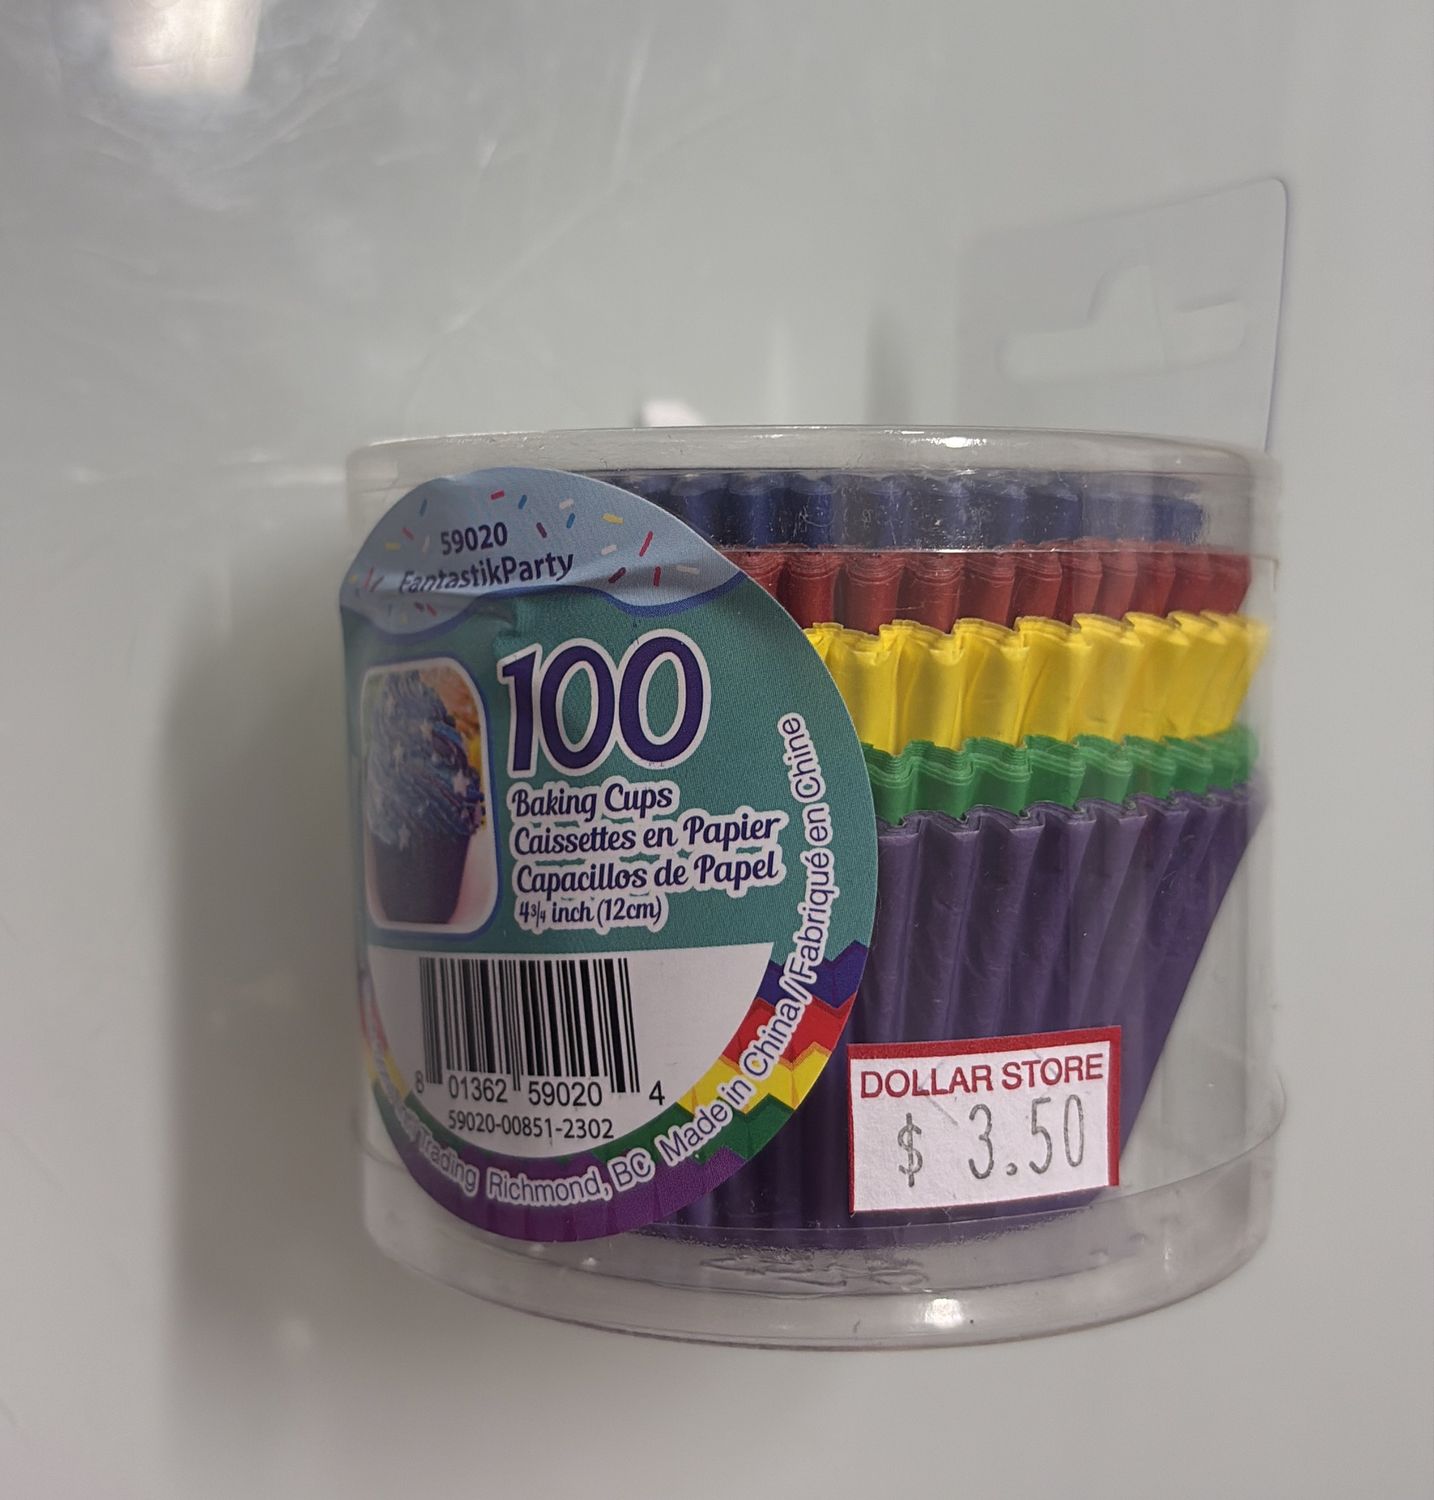 59020
FantastikParty
100
Baking Cups
Caissettes en Papier
Capacillos de Papel
4¾ inch (12cm)
8 01362 59020 4
59020-00851-2302
Trading Richmond, BC Made in China/Fabriqué en Chine
DOLLAR STORE
$ 3.50